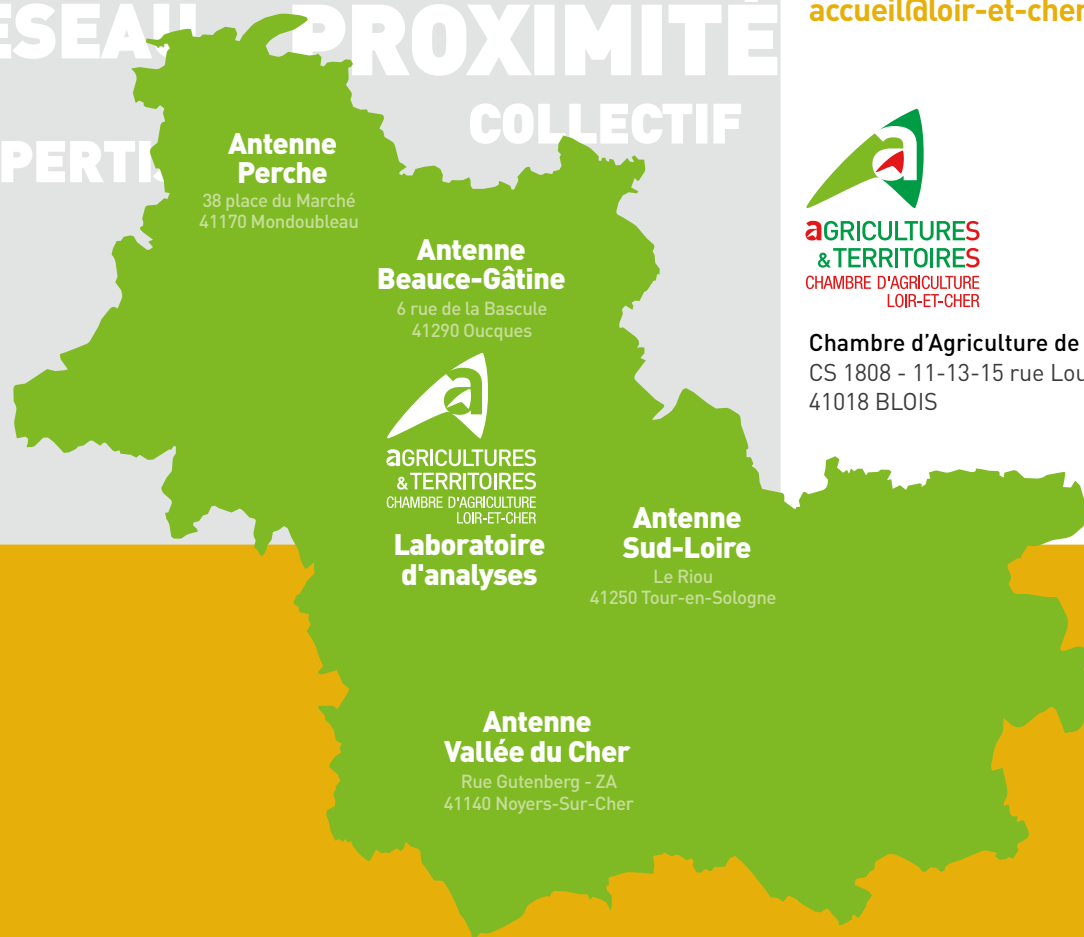 PROXIMITÉ
COLLECTIF
accueil@loir-et-cher
Antenne
Perche
38 place du Marché
41170 Mondoubleau
Antenne
Beauce-Gâtine
6 rue de la Bascule
41290 Oucques
aGRICULTURES
& TERRITOIRES
CHAMBRE D'AGRICULTURE
LOIR-ET-CHER
Laboratoire
d'analyses
Antenne
Sud-Loire
Le Riou
41250 Tour-en-Sologne
Antenne
Vallée du Cher
Rue Gutenberg - ZA
41140 Noyers-Sur-Cher
aGRICULTURES
& TERRITOIRES
CHAMBRE D'AGRICULTURE
LOIR-ET-CHER
Chambre d'Agriculture de
CS 1808 - 11-13-15 rue
41018 BLOIS